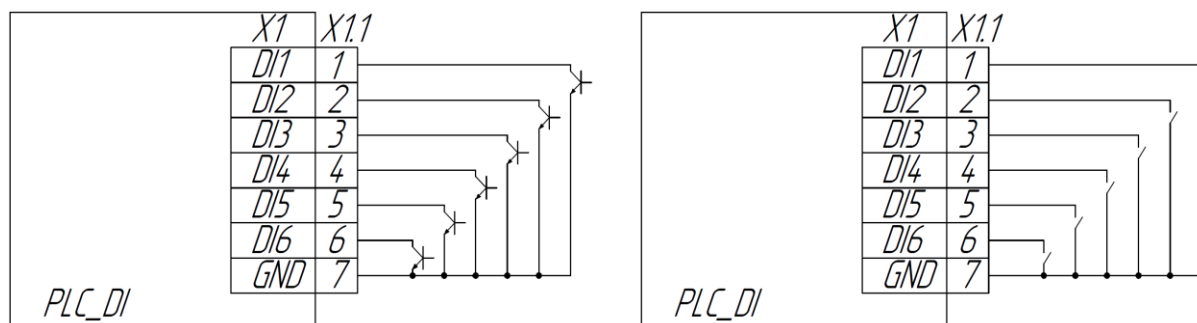 X1 X1.1
DI1 1
DI2 2
DI3 3
DI4 4
DI5 5
DI6 6
GND 7
PLC_DI
X1 X1.1
DI1 1
DI2 2
DI3 3
DI4 4
DI5 5
DI6 6
GND 7
PLC_DI